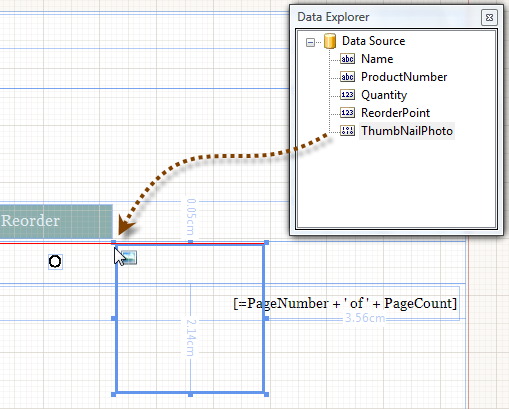 Data Explorer
Data Source
abc Name
abc ProductNumber
123 Quantity
123 ReorderPoint
ThumbNailPhoto
0.05cm
Reorder
[=PageNumber + ' of ' + PageCount]
3.56cm
2.14cm